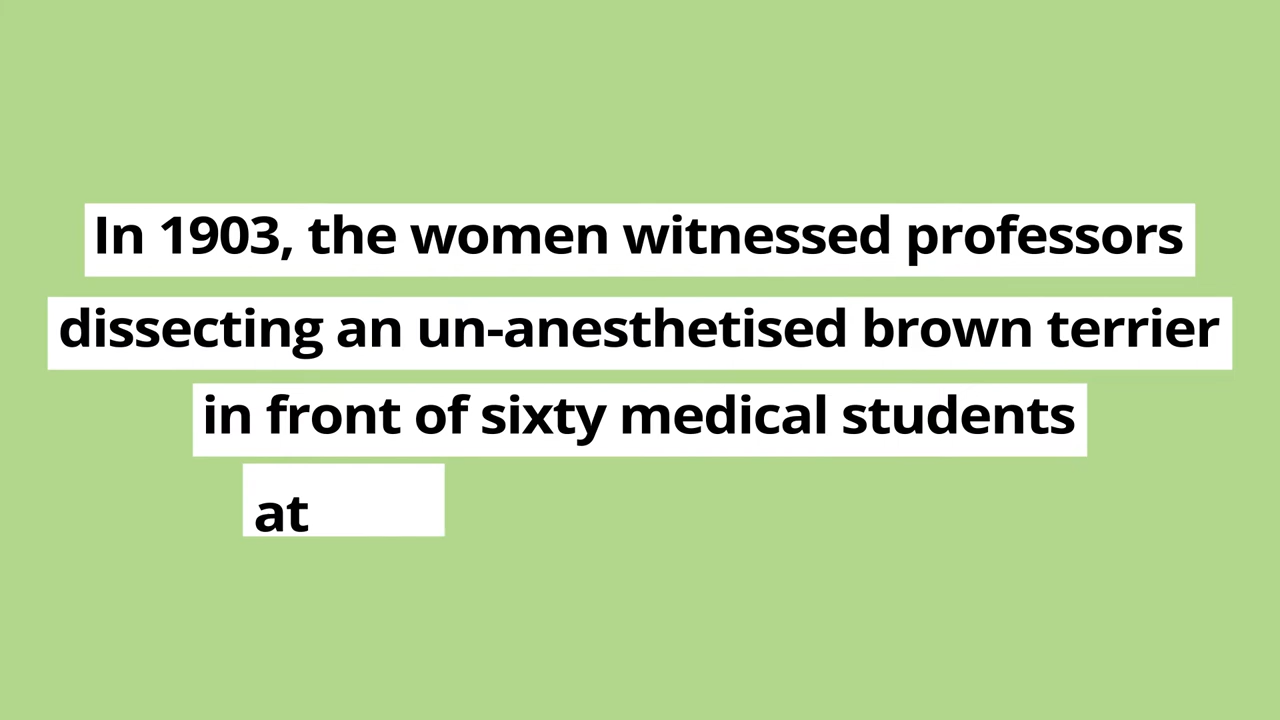 In 1903, the women witnessed professors
dissecting an un-anesthetised brown terrier
in front of sixty medical students
at